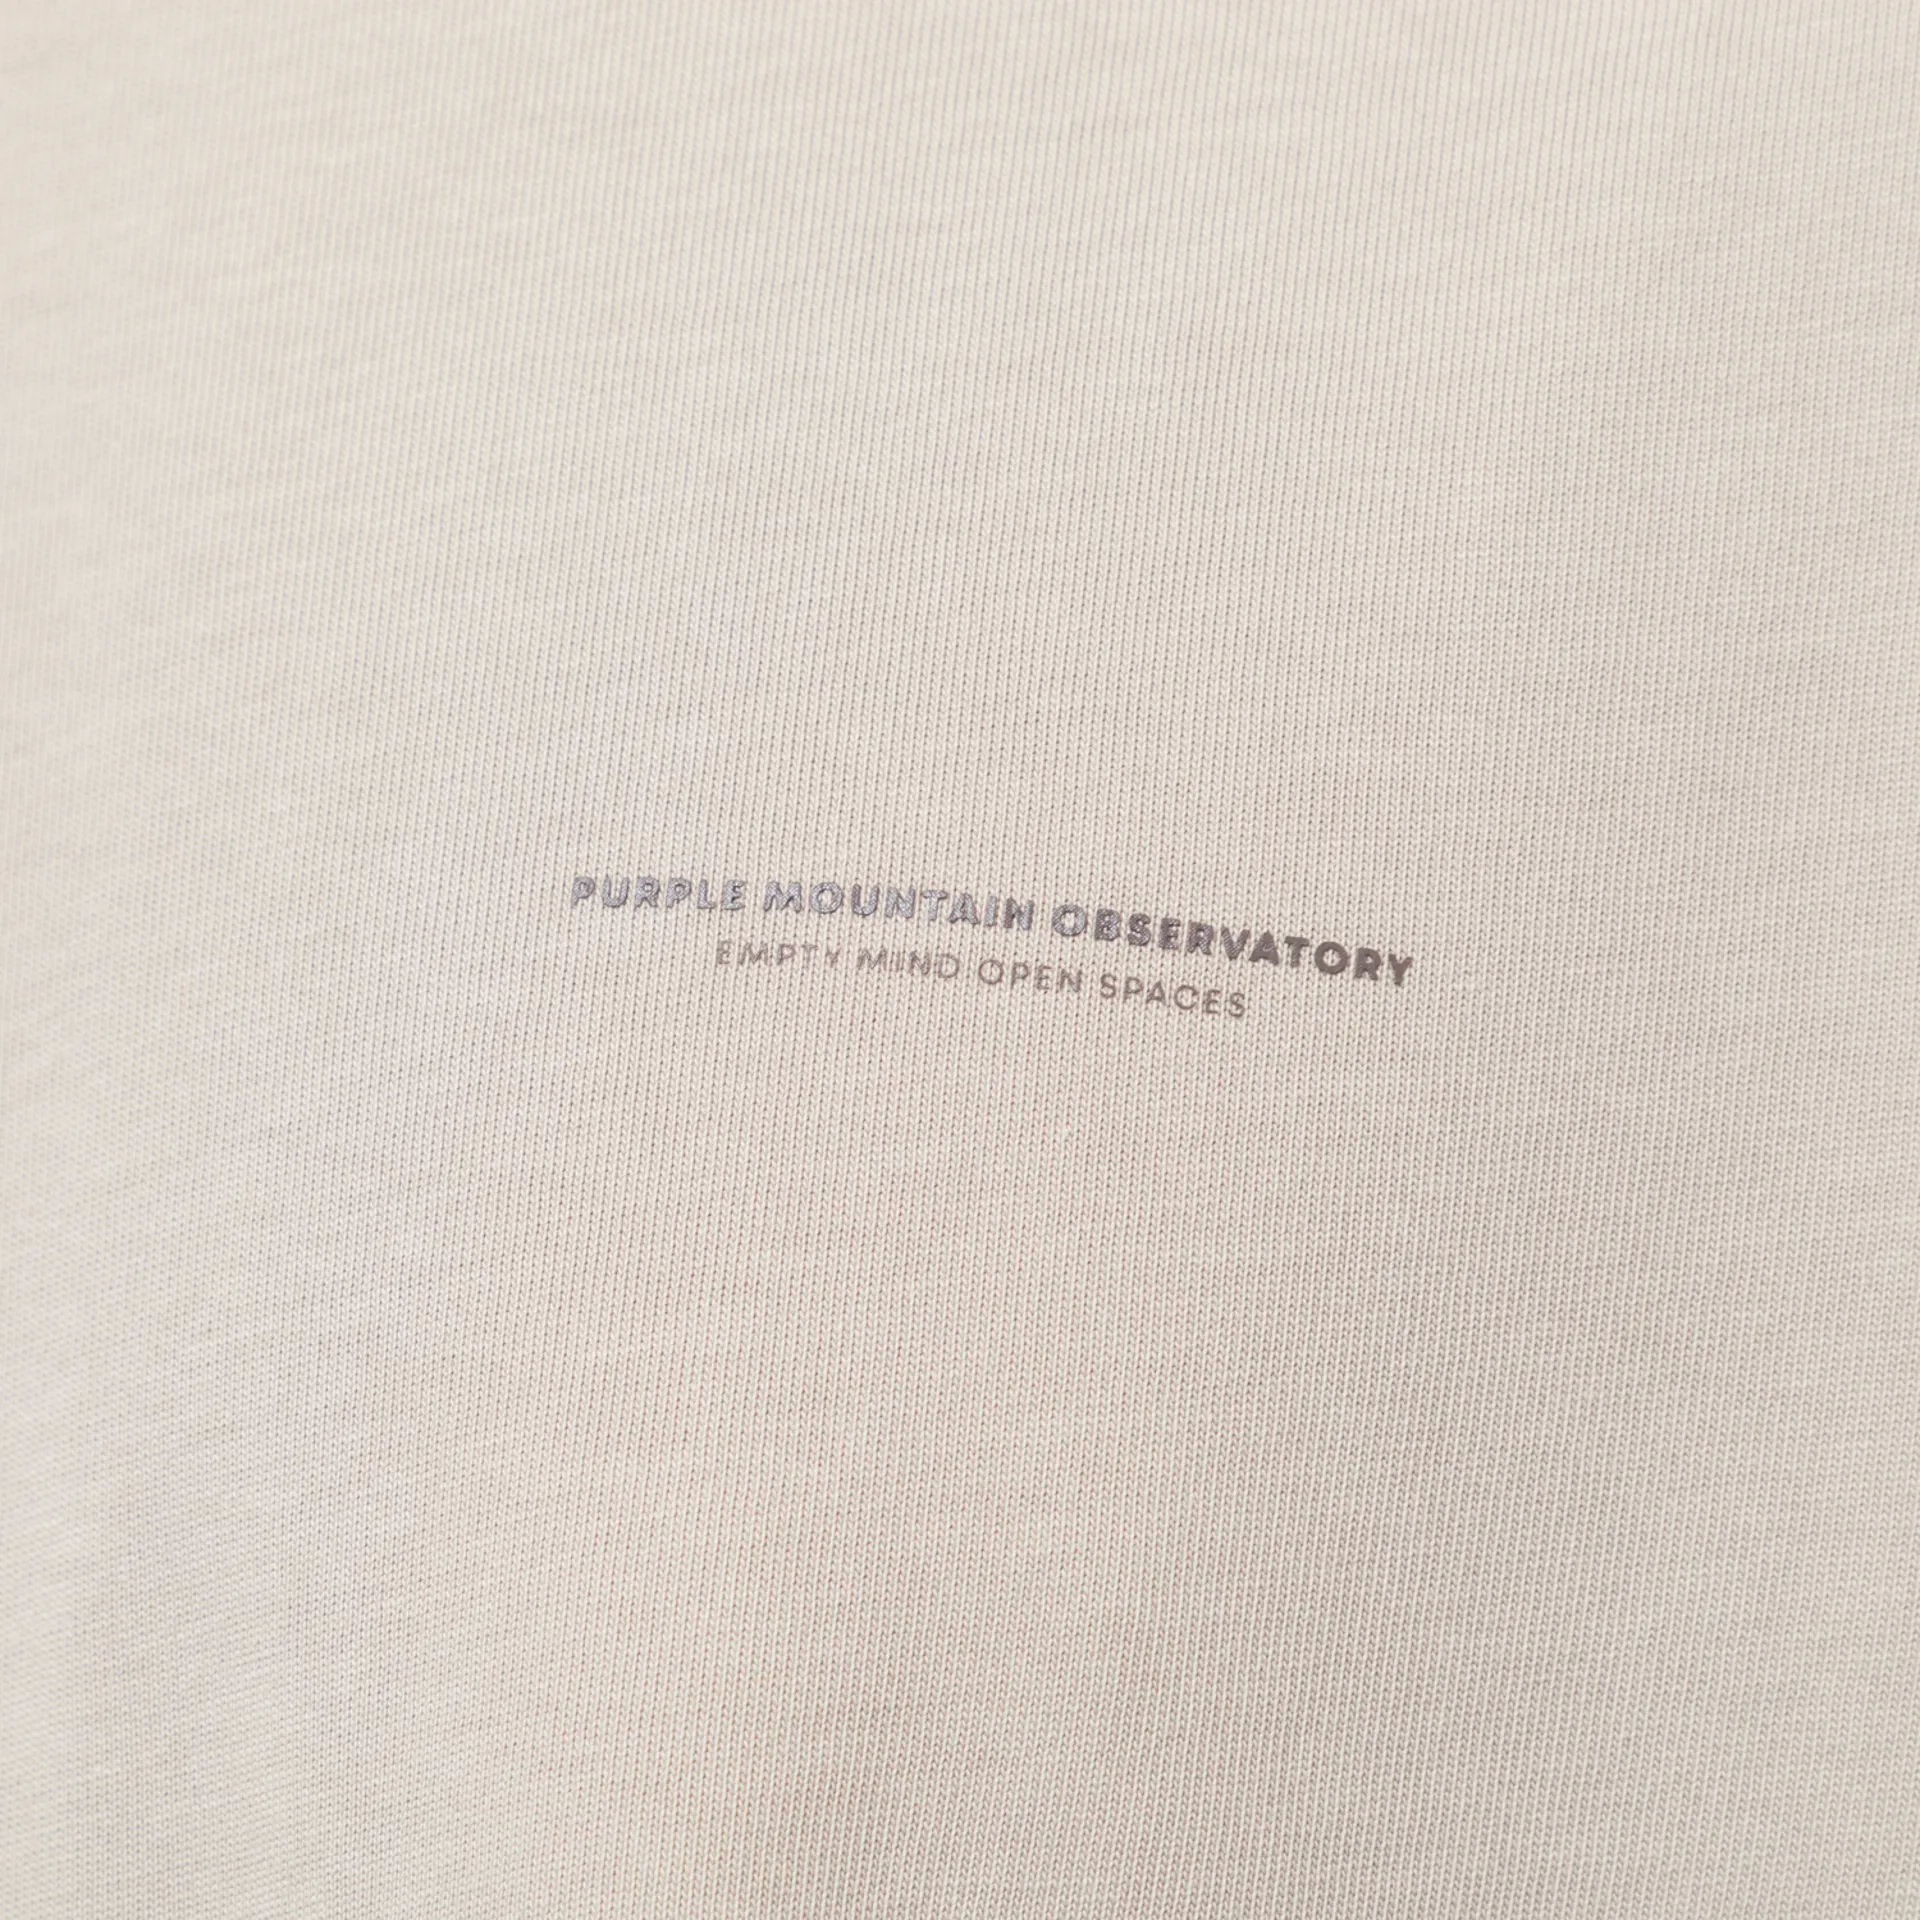 PURPLE MOUNTAIN OBSERVATORY
EMPTY MIND OPEN SPACES